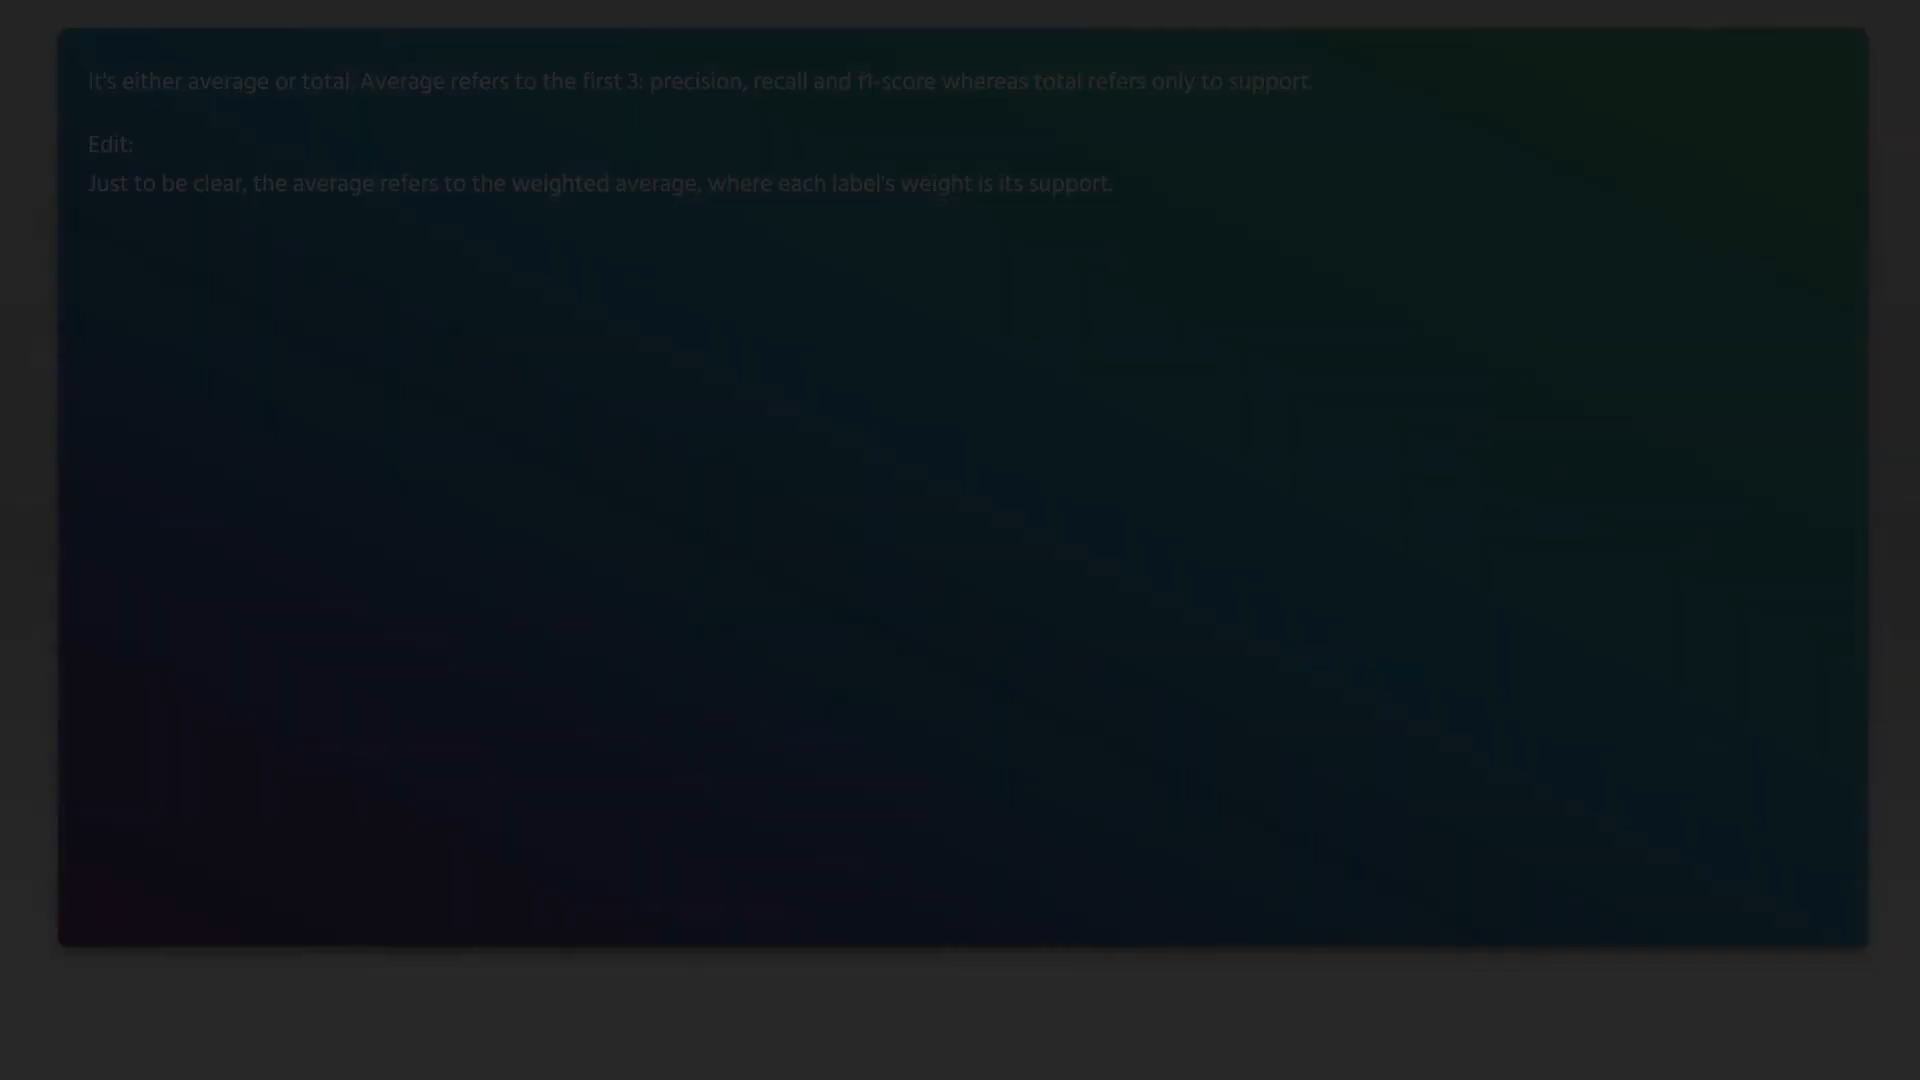 It's either average or total. Average refers to the first 3: precision, recall and f1-score whereas total refers only to support.
Edit:
Just to be clear, the average refers to the weighted average, where each label's weight is its support.